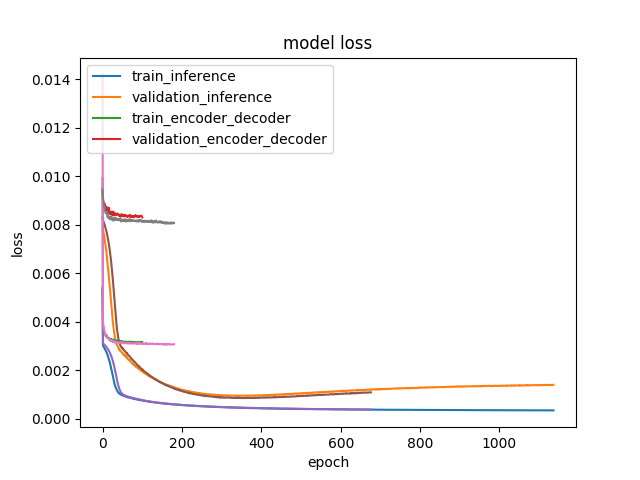 model loss
train_inference
validation_inference
train_encoder_decoder
validation_encoder_decoder
loss
0.014
0.012
0.010
0.008
0.006
0.004
0.002
0.000
0
200
400
600
800
1000
epoch